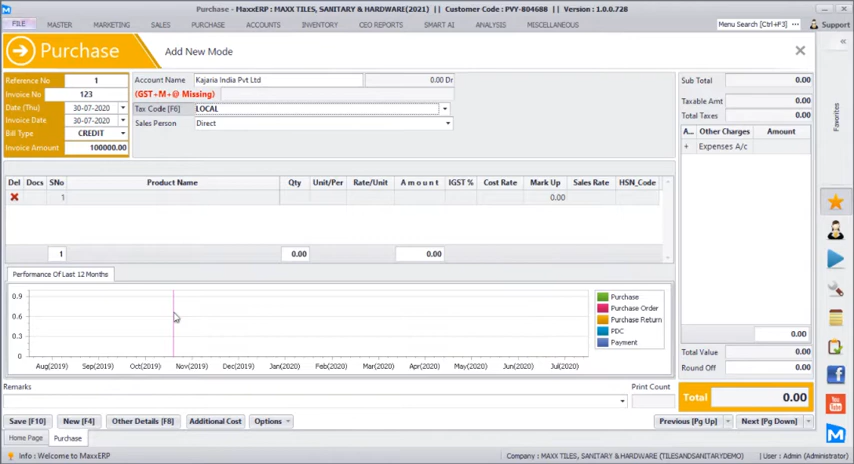 Purchase - MaxxERP : MAXX TILES, SANITARY & HARDWARE(2021) || Customer Code : PVY-804688 || Version : 1.0.0.728
FILE MASTER MARKETING SALES PURCHASE ACCOUNTS INVENTORY CEO REPORTS SMART AI ANALYSIS MISCELLANEOUS Menu Search [Ctrl+F3] Support
Purchase Add New Mode
Reference No 1 Account Name Kajaria India Pvt Ltd 0.00 Dr Sub Total 0.00
Invoice No 123 (GST+M+@ Missing)
Date (Thu) 30-07-2020 Tax Code [F6] LOCAL Taxable Amt 0.00
Invoice Date 30-07-2020 Sales Person Direct Total Taxes 0.00
Bill Type CREDIT A... Other Charges Amount
Invoice Amount 100000.00 + Expenses A/c
Favorites
Del Docs SNo Product Name Qty Unit/Per Rate/Unit A m o u n t IGST % Cost Rate Mark Up Sales Rate HSN_Code
1 0.00
1 0.00 0.00
Performance Of Last 12 Months
0.9
0.6
0.3
0
Aug(2019) Sep(2019) Oct(2019) Nov(2019) Dec(2019) Jan(2020) Feb(2020) Mar(2020) Apr(2020) May(2020) Jun(2020) Jul(2020)
Purchase
Purchase Order
Purchase Return
PDC
Payment
0.00
Total Value 0.00
Round Off 0.00
Remarks Print Count
Total 0.00
Save [F10] New [F4] Other Details [F8] Additional Cost Options Previous [Pg Up] Next [Pg Down]
Home Page Purchase
Info : Welcome to MaxxERP Company : MAXX TILES, SANITARY & HARDWARE (TILESANDSANITARYDEMO) User : Admin (Administrator)